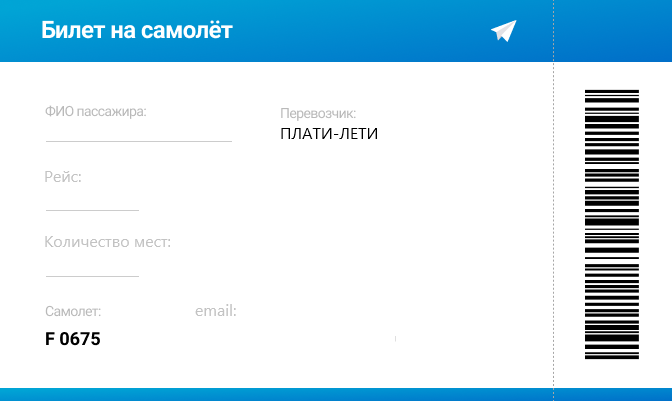 Билет на самолёт
ФИО пассажира:
Перевозчик:
ПЛАТИ-ЛЕТИ
Рейс:
Количество мест:
Самолет:
email:
F 0675